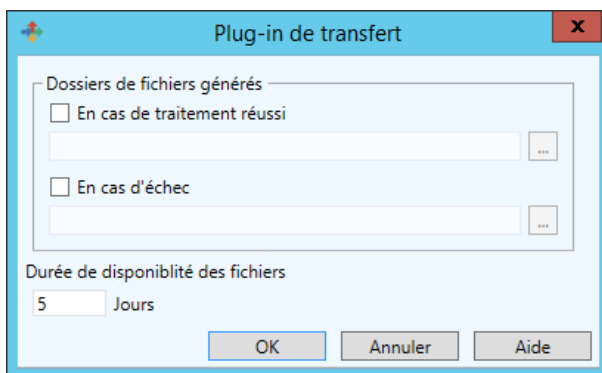 Plug-in de transfert
x
Dossiers de fichiers générés
En cas de traitement réussi
...
En cas d'échec
...
Durée de disponiblité des fichiers
5 Jours
OK Annuler Aide